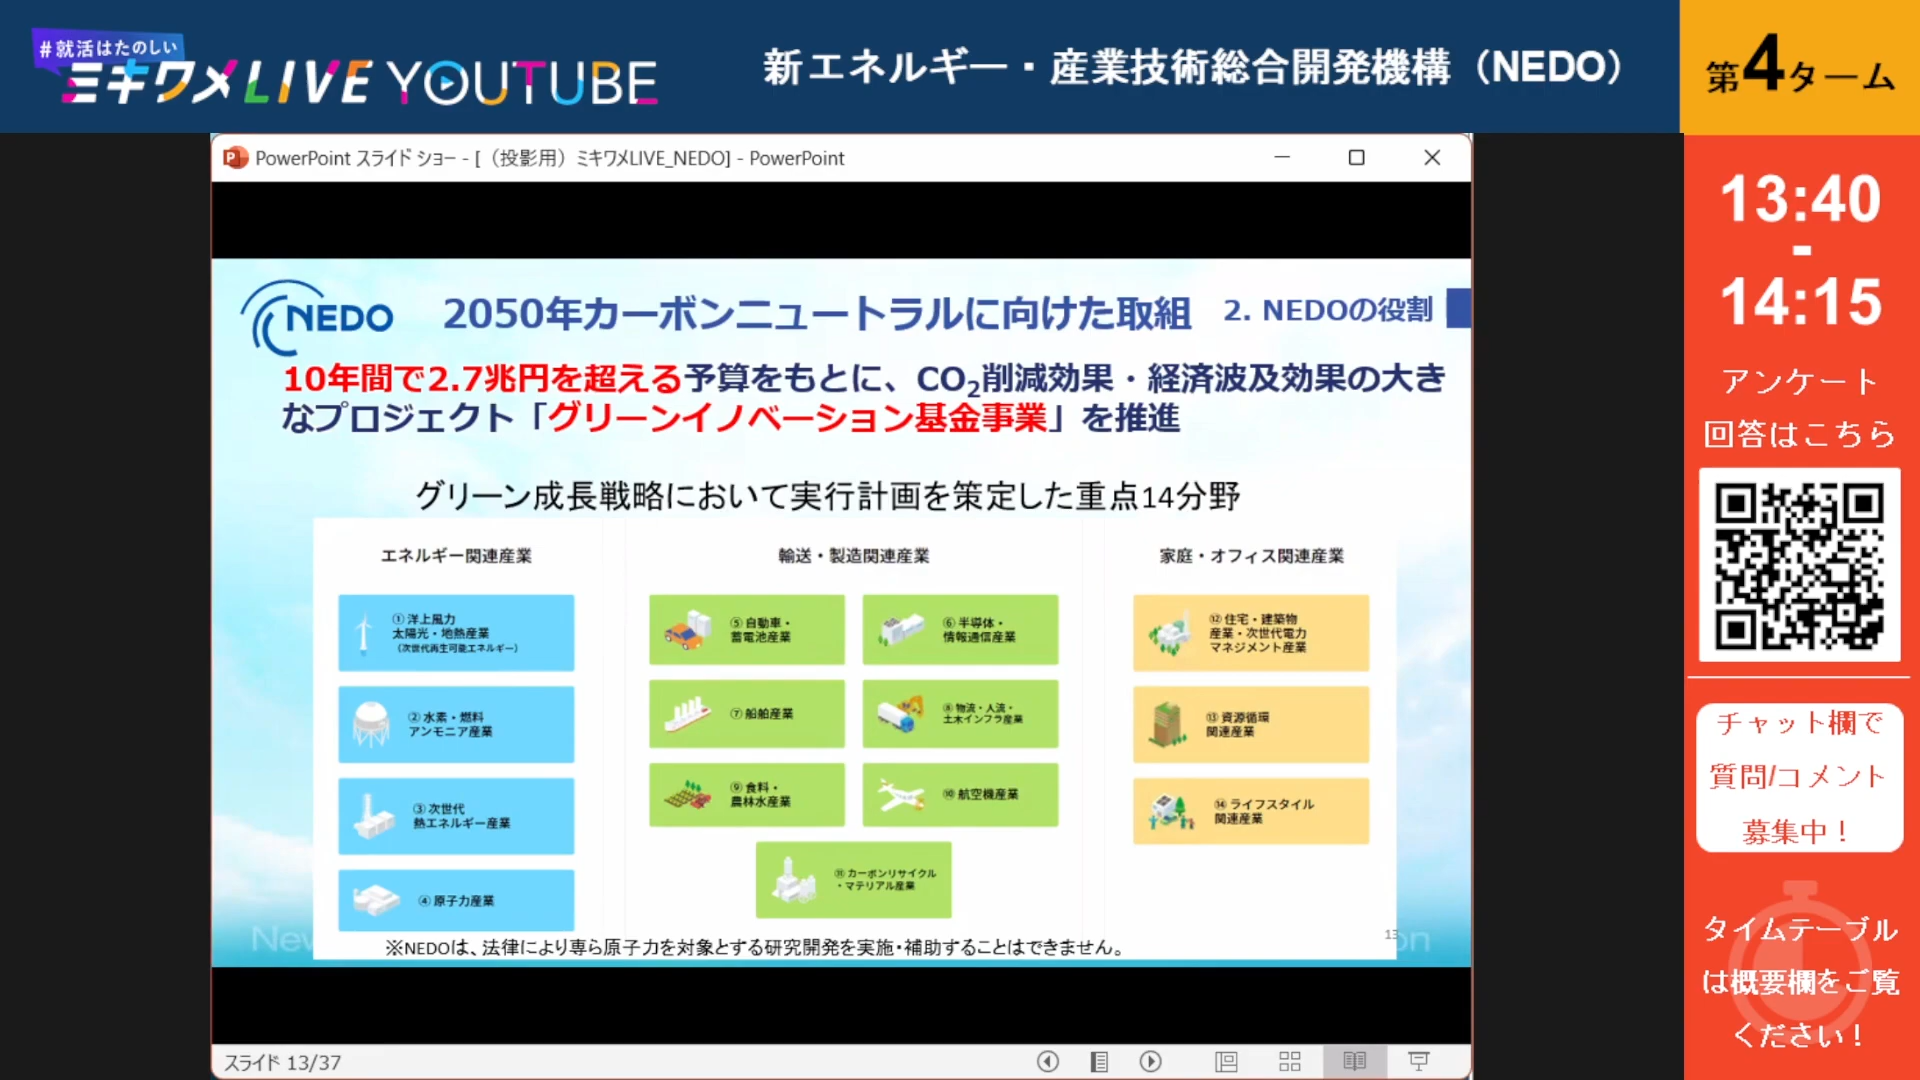 #就活はたのしい
ミキワメLIVE YOUTUBE
新エネルギー・産業技術総合開発機構（NEDO）
第4ターム
PowerPoint スライド ショー - [（投影用）ミキワメLIVE_NEDO] - PowerPoint
NEDO
2050年カーボンニュートラルに向けた取組
2. NEDOの役割
10年間で2.7兆円を超える予算をもとに、CO2削減効果・経済波及効果の大き
なプロジェクト「グリーンイノベーション基金事業」を推進
グリーン成長戦略において実行計画を策定した重点14分野
エネルギー関連産業
①洋上風力
太陽光・地熱産業
（次世代再生可能エネルギー）
②水素・燃料
アンモニア産業
③次世代
熱エネルギー産業
④原子力産業
輸送・製造関連産業
⑤自動車・
蓄電池産業
⑥半導体・
情報通信産業
⑦船舶産業
⑧物流・人流・
土木インフラ産業
⑨食料・
農林水産業
⑩航空機産業
⑪カーボンリサイクル
・マテリアル産業
家庭・オフィス関連産業
⑫住宅・建築物
産業・次世代電力
マネジメント産業
⑬資源循環
関連産業
⑭ライフスタイル
関連産業
※NEDOは、法律により専ら原子力を対象とする研究開発を実施・補助することはできません。
13
スライド 13/37
13:40
-
14:15
アンケート
回答はこちら
チャット欄で
質問/コメント
募集中！
タイムテーブル
は概要欄をご覧
ください！